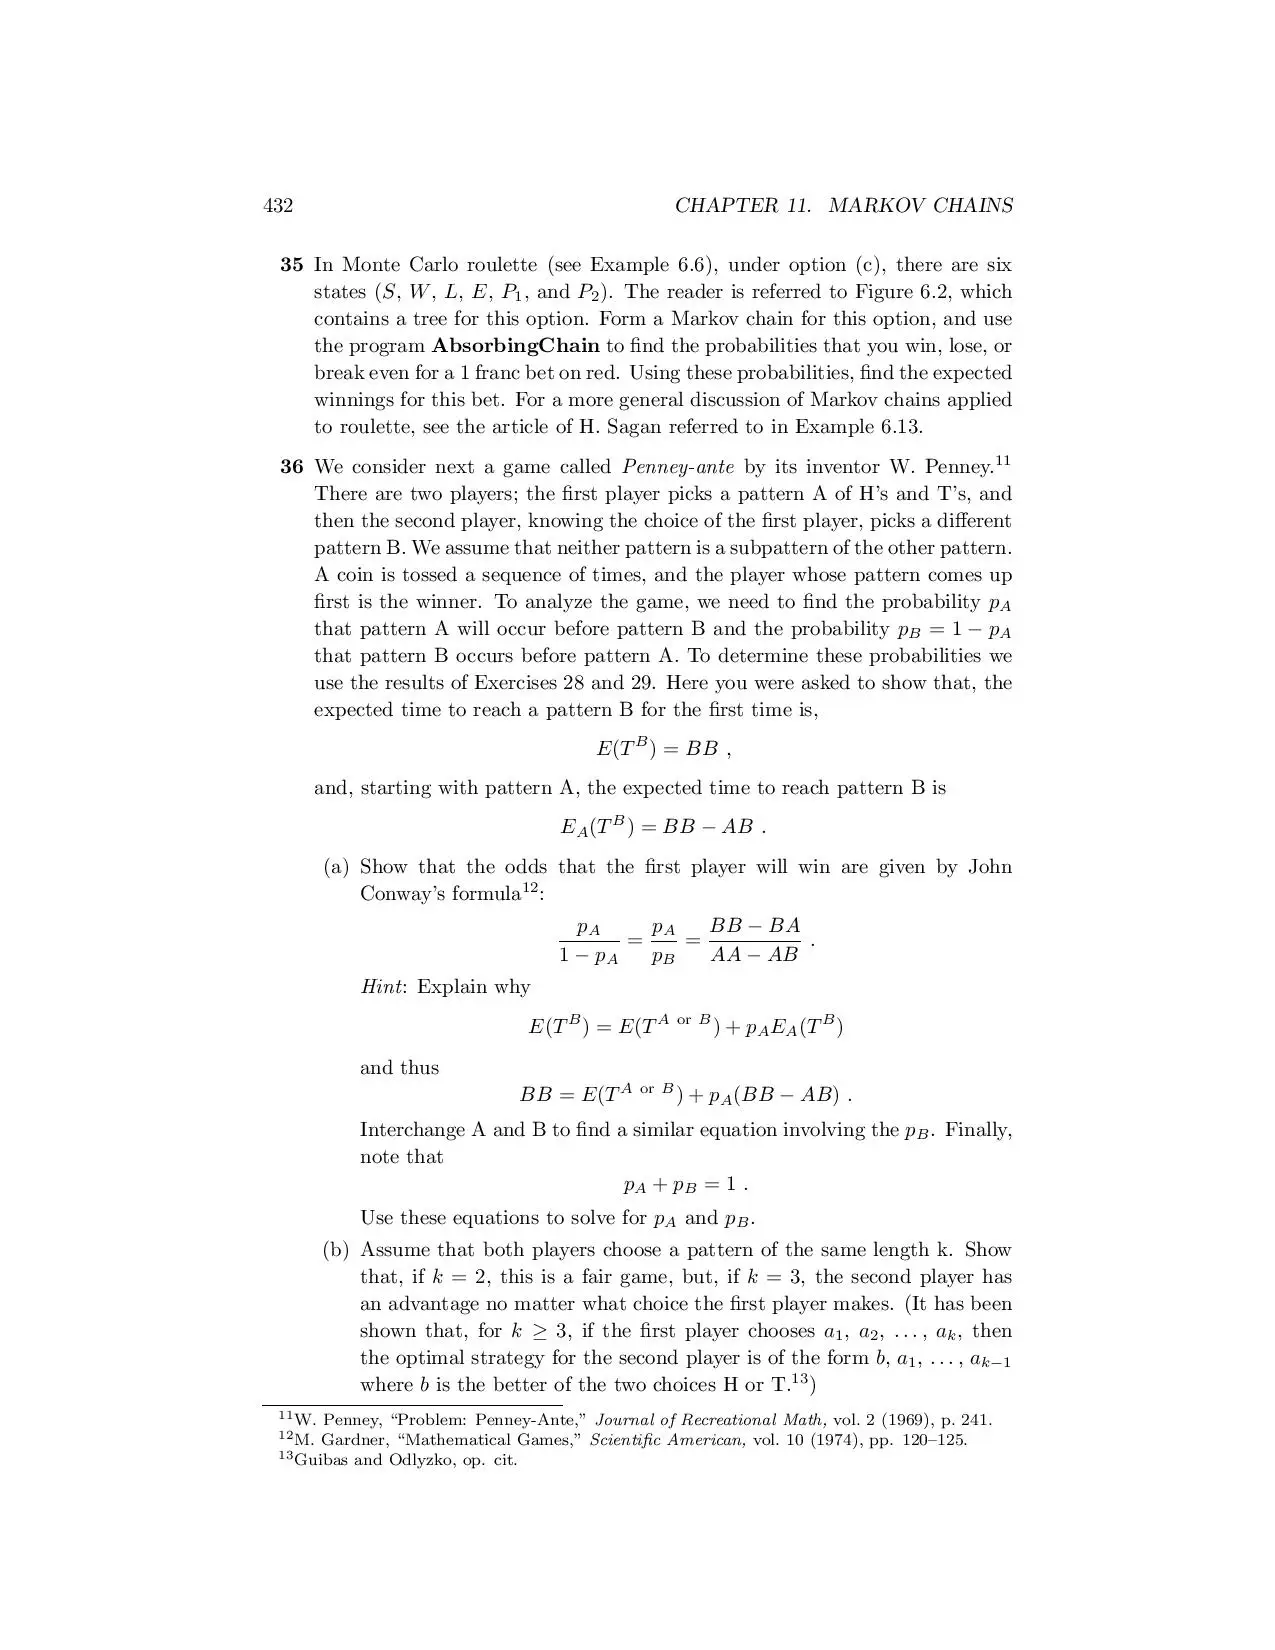 432 CHAPTER 11. MARKOV CHAINS
35 In Monte Carlo roulette (see Example 6.6), under option (c), there are six
states (S, W, L, E, P₁, and P₂). The reader is referred to Figure 6.2, which
contains a tree for this option. Form a Markov chain for this option, and use
the program AbsorbingChain to find the probabilities that you win, lose, or
break even for a 1 franc bet on red. Using these probabilities, find the expected
winnings for this bet. For a more general discussion of Markov chains applied
to roulette, see the article of H. Sagan referred to in Example 6.13.
36 We consider next a game called Penney-ante by its inventor W. Penney.¹¹
There are two players; the first player picks a pattern A of H's and T's, and
then the second player, knowing the choice of the first player, picks a different
pattern B. We assume that neither pattern is a subpattern of the other pattern.
A coin is tossed a sequence of times, and the player whose pattern comes up
first is the winner. To analyze the game, we need to find the probability p_A
that pattern A will occur before pattern B and the probability p_B = 1 − p_A
that pattern B occurs before pattern A. To determine these probabilities we
use the results of Exercises 28 and 29. Here you were asked to show that, the
expected time to reach a pattern B for the first time is,
E(T^B) = BB ,
and, starting with pattern A, the expected time to reach pattern B is
E_A(T^B) = BB − AB .
(a) Show that the odds that the first player will win are given by John
Conway's formula¹²:
p_A / (1 − p_A) = p_A / p_B = (BB − BA) / (AA − AB) .
Hint: Explain why
E(T^B) = E(T^{A or B}) + p_A E_A(T^B)
and thus
BB = E(T^{A or B}) + p_A(BB − AB) .
Interchange A and B to find a similar equation involving the p_B. Finally,
note that
p_A + p_B = 1 .
Use these equations to solve for p_A and p_B.
(b) Assume that both players choose a pattern of the same length k. Show
that, if k = 2, this is a fair game, but, if k = 3, the second player has
an advantage no matter what choice the first player makes. (It has been
shown that, for k ≥ 3, if the first player chooses a₁, a₂, . . . , a_k, then
the optimal strategy for the second player is of the form b, a₁, . . . , a_{k−1}
where b is the better of the two choices H or T.¹³)
¹¹W. Penney, "Problem: Penney-Ante," Journal of Recreational Math, vol. 2 (1969), p. 241.
¹²M. Gardner, "Mathematical Games," Scientific American, vol. 10 (1974), pp. 120–125.
¹³Guibas and Odlyzko, op. cit.